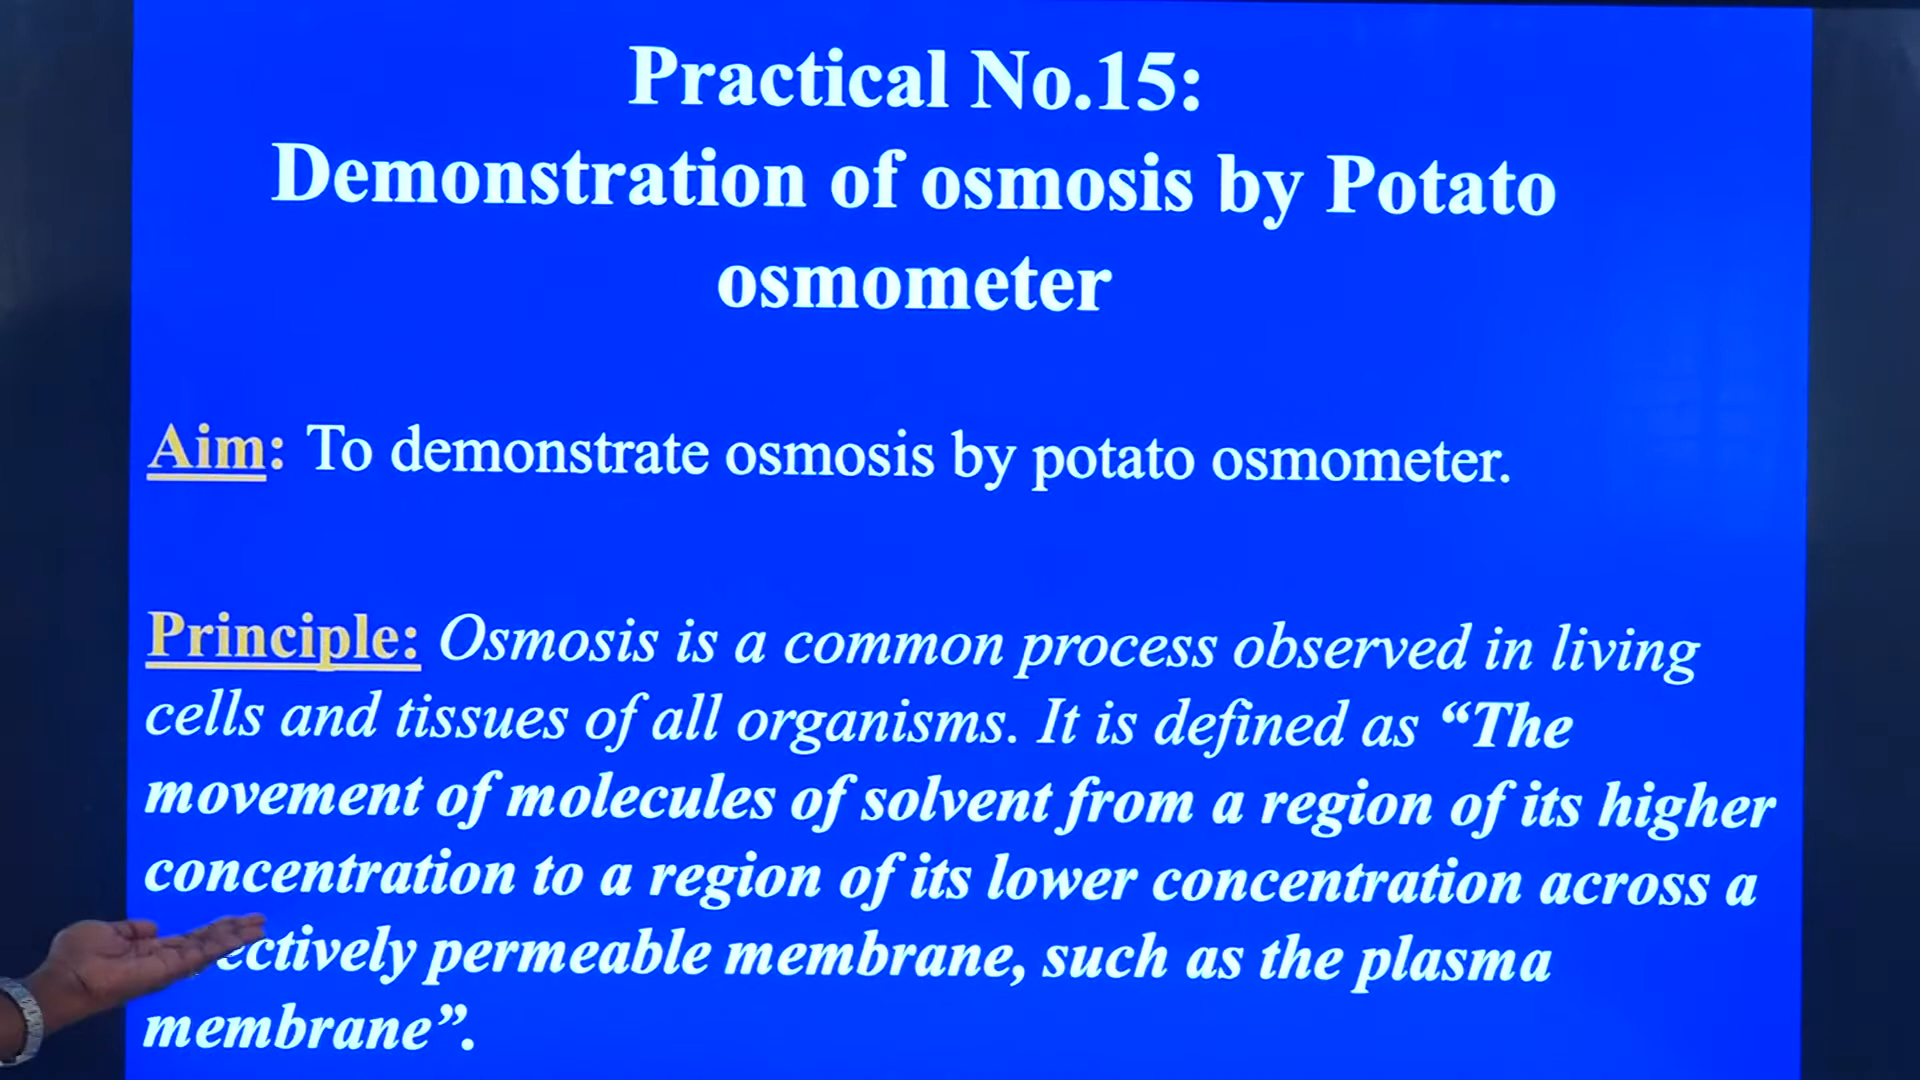 Practical No.15:
Demonstration of osmosis by Potato
osmometer
Aim: To demonstrate osmosis by potato osmometer.
Principle: Osmosis is a common process observed in living
cells and tissues of all organisms. It is defined as “The
movement of molecules of solvent from a region of its higher
concentration to a region of its lower concentration across a
permeable membrane, such as the plasma
membrane”.